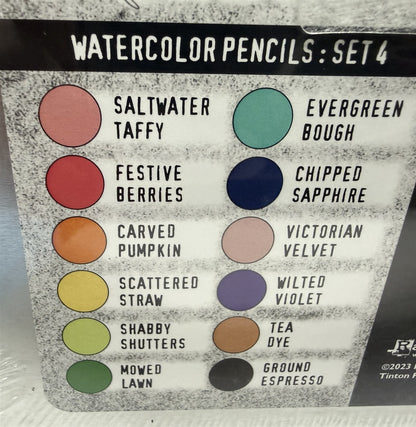 WATERCOLOR PENCILS: SET 4
SALTWATER
TAFFY
EVERGREEN
BOUGH
FESTIVE
BERRIES
CHIPPED
SAPPHIRE
CARVED
PUMPKIN
VICTORIAN
VELVET
SCATTERED
STRAW
WILTED
VIOLET
SHABBY
SHUTTERS
TEA
DYE
MOWED
LAWN
GROUND
ESPRESSO
©2023
Tinton